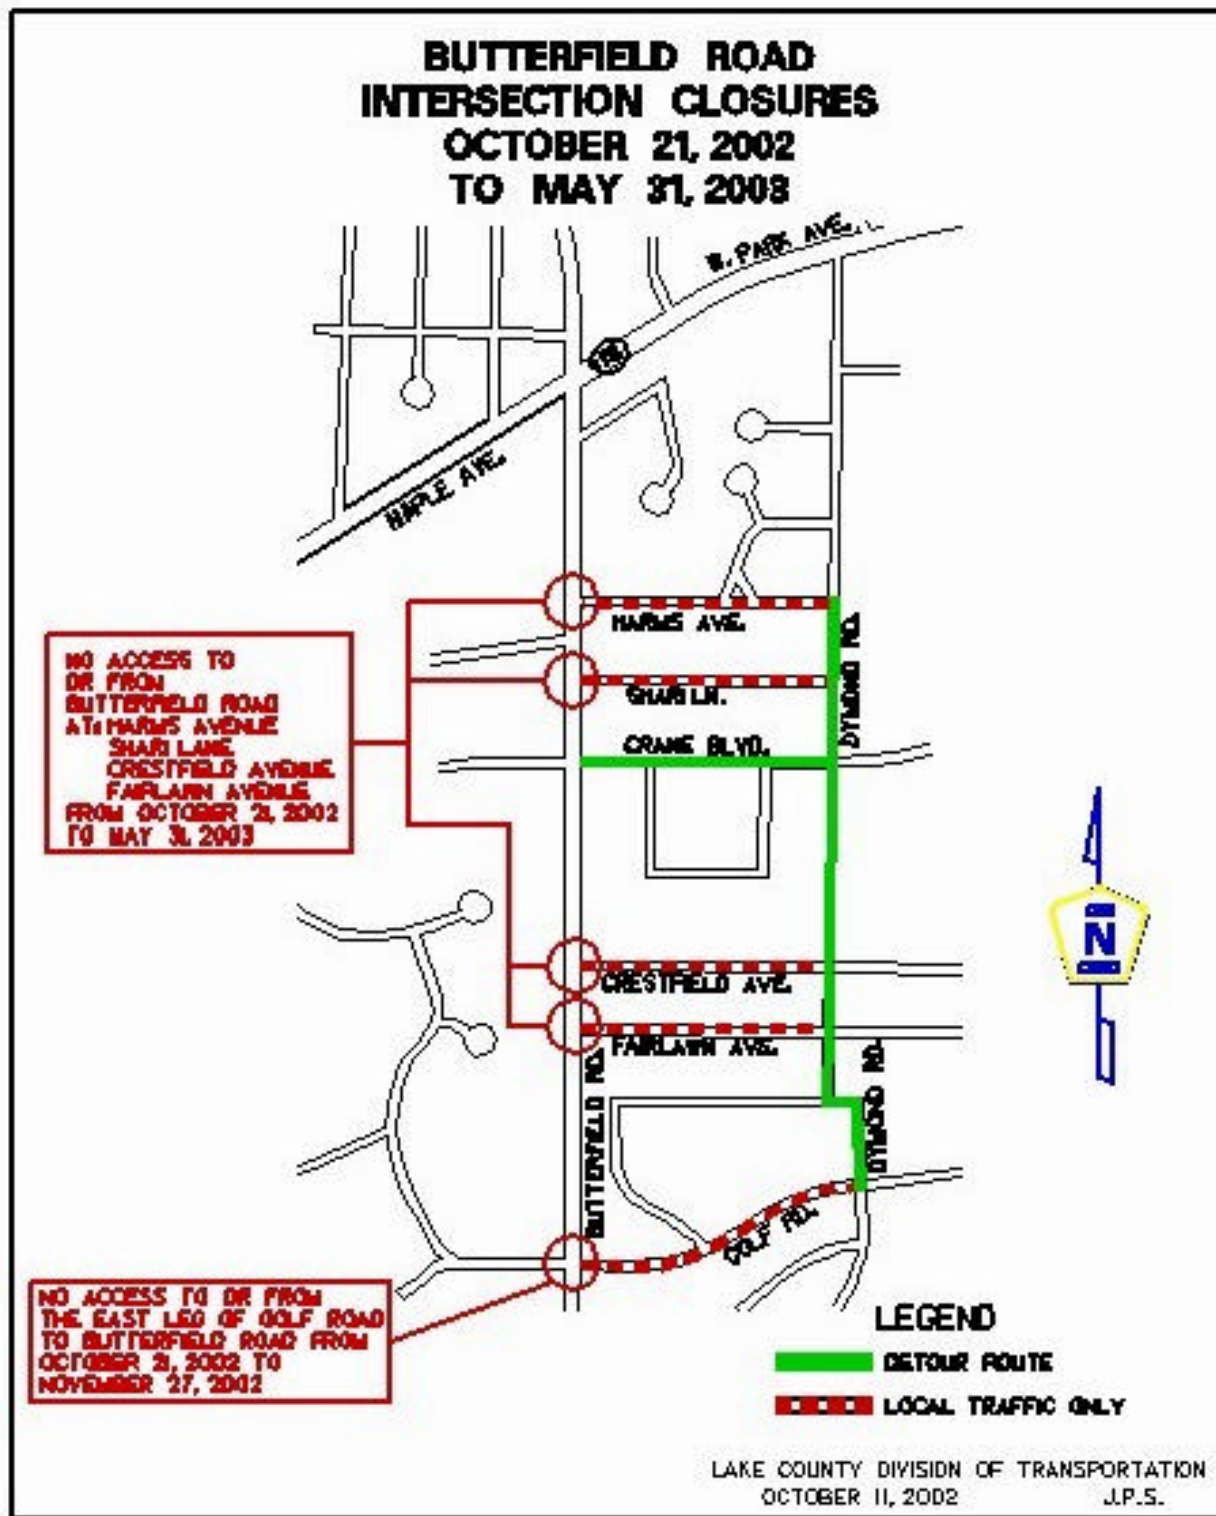 BUTTERFIELD ROAD
INTERSECTION CLOSURES
OCTOBER 21, 2002
TO MAY 31, 2003
W. PARK AVE.
MAPLE AVE.
HARMS AVE.
DYMOND RD.
SHARI LN.
CRANE BLVD.
NO ACCESS TO
OR FROM
BUTTERFIELD ROAD
AT: HARMS AVENUE
SHARI LANE
CRESTFIELD AVENUE
FAIRLAWN AVENUE
FROM OCTOBER 21, 2002
TO MAY 31, 2003
N
CRESTFIELD AVE.
FAIRLAWN AVE.
BUTTERFIELD RD.
DYMOND RD.
GOLF RD.
NO ACCESS TO OR FROM
THE EAST LEG OF GOLF ROAD
TO BUTTERFIELD ROAD FROM
OCTOBER 21, 2002 TO
NOVEMBER 27, 2002
LEGEND
DETOUR ROUTE
LOCAL TRAFFIC ONLY
LAKE COUNTY DIVISION OF TRANSPORTATION
OCTOBER 11, 2002 J.P.S.